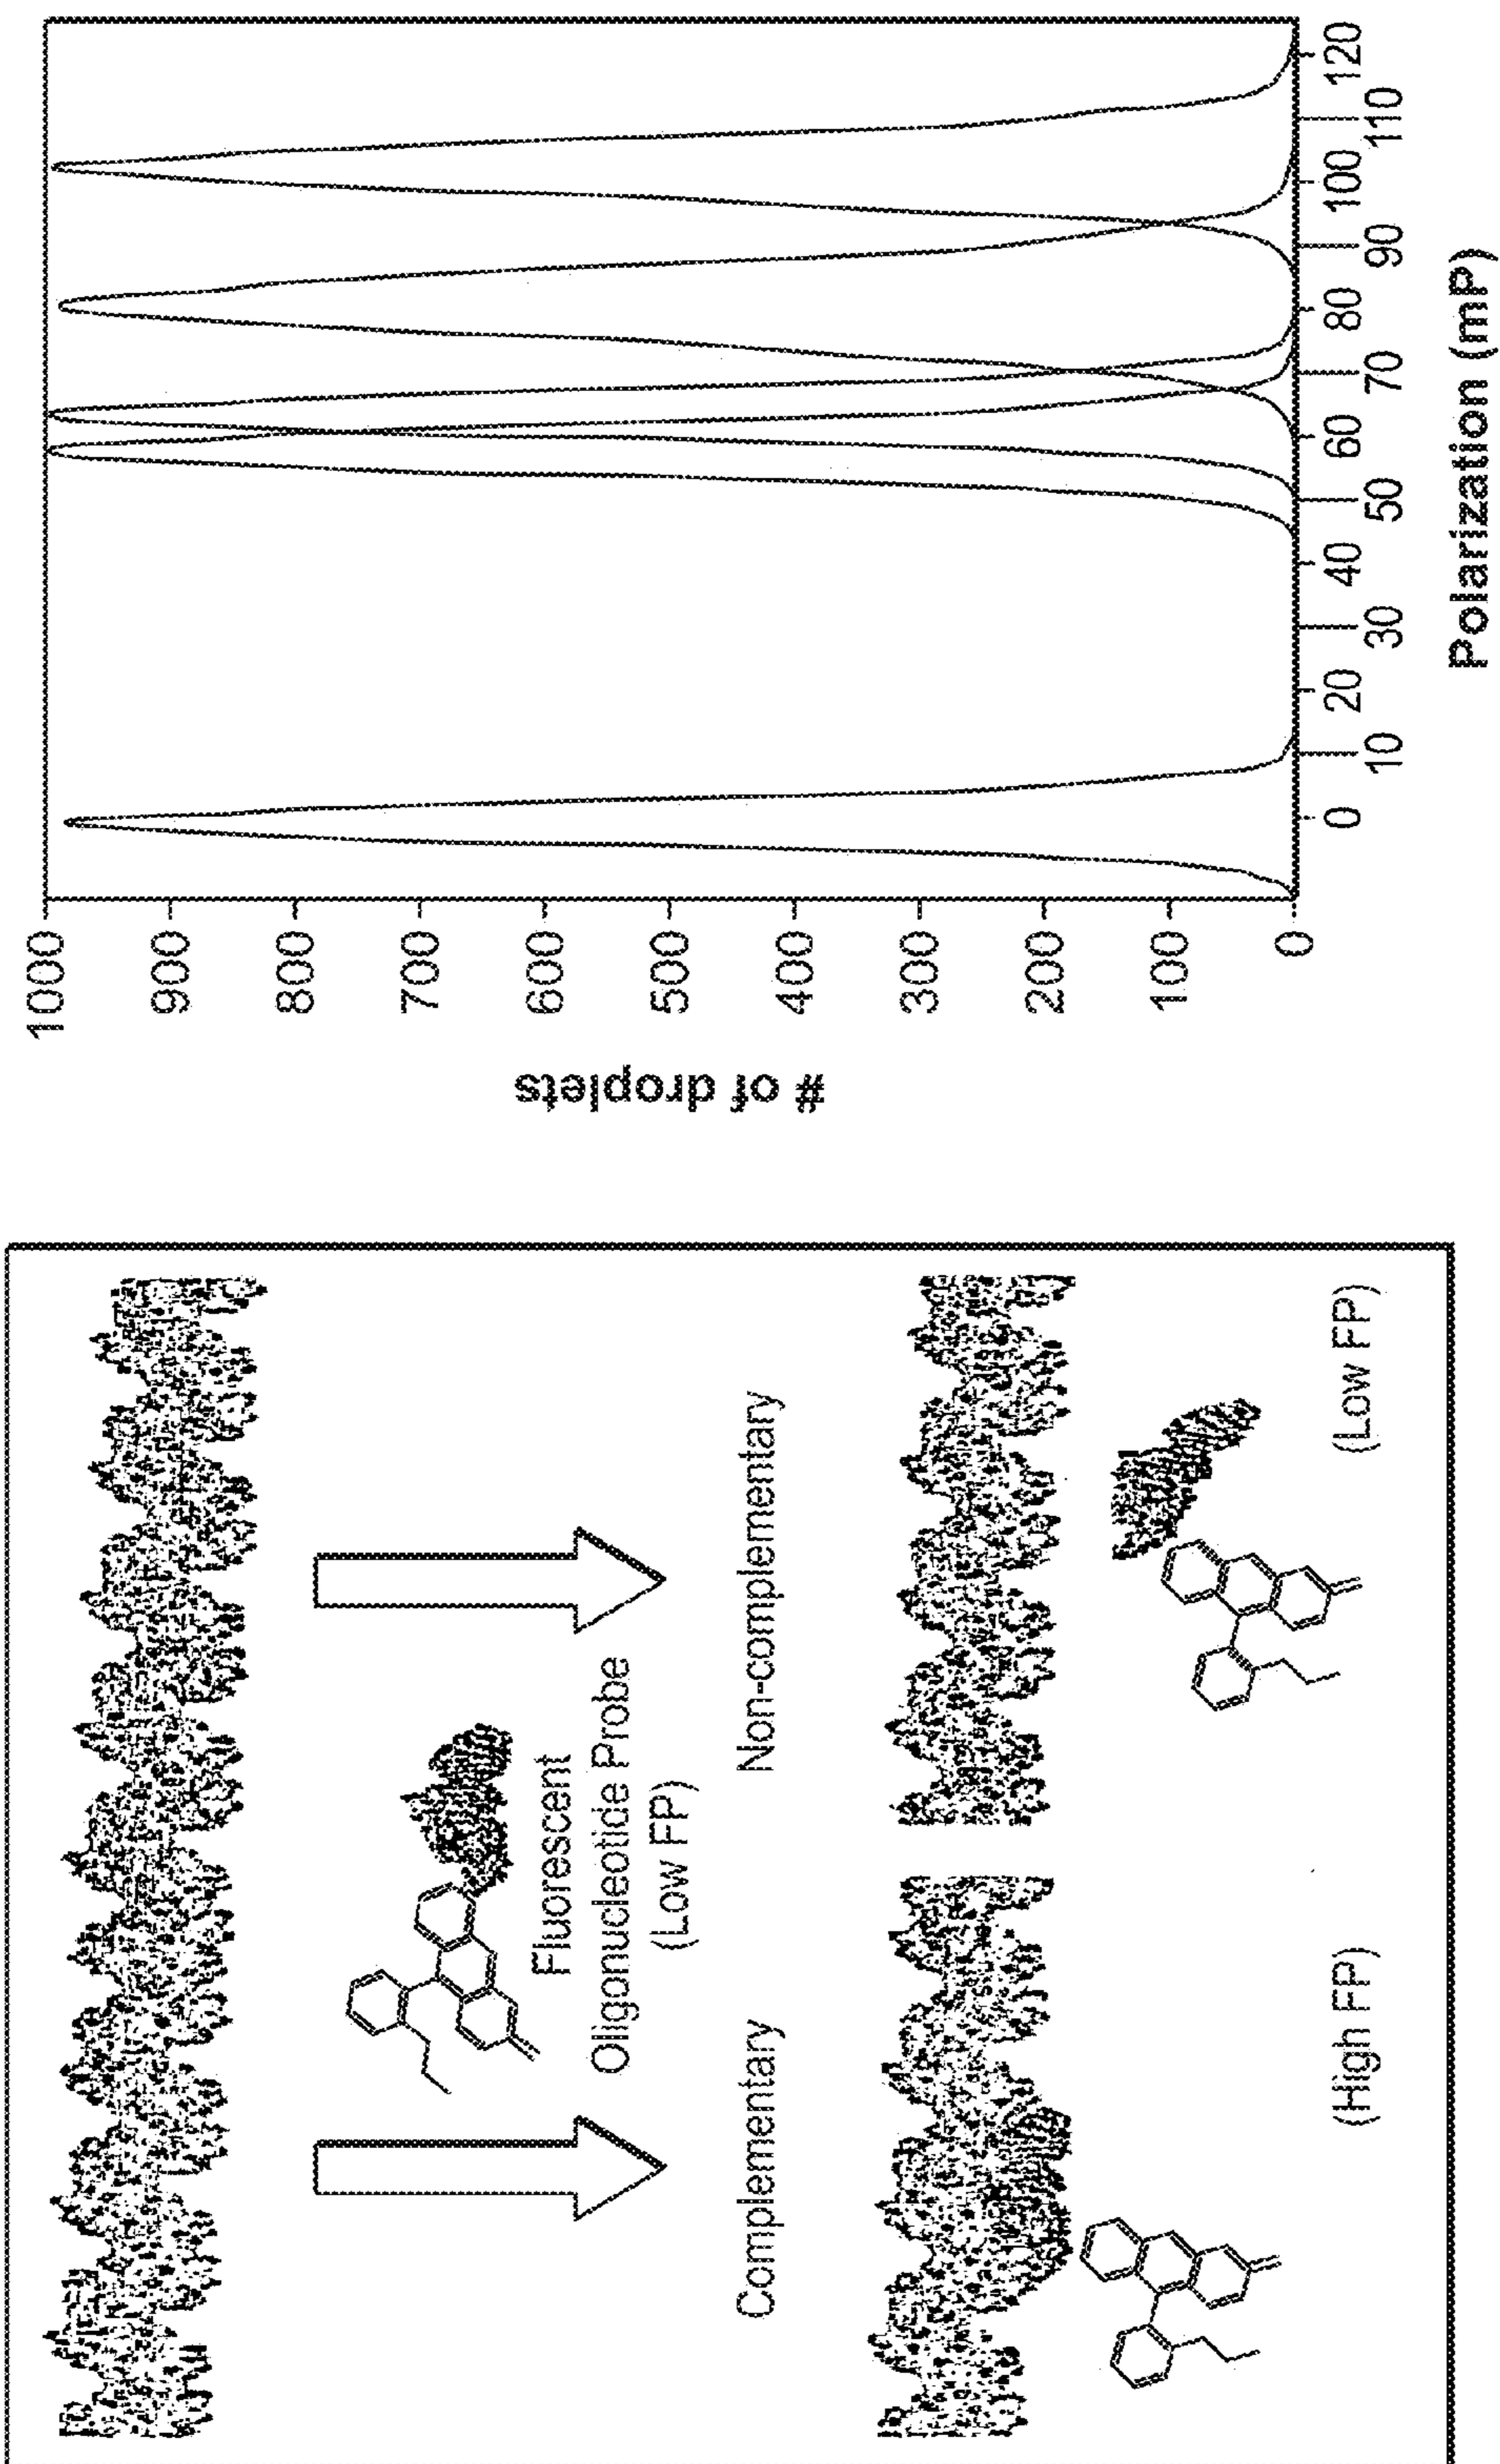 Fluorescent
Oligonucleotide Probe
(Low FP)
Complementary
Non-complementary
(High FP)
(Low FP)
# of droplets
1000
900
800
700
600
500
400
300
200
100
0
0
10
20
30
40
50
60
70
80
90
100
110
120
Polarization (mP)